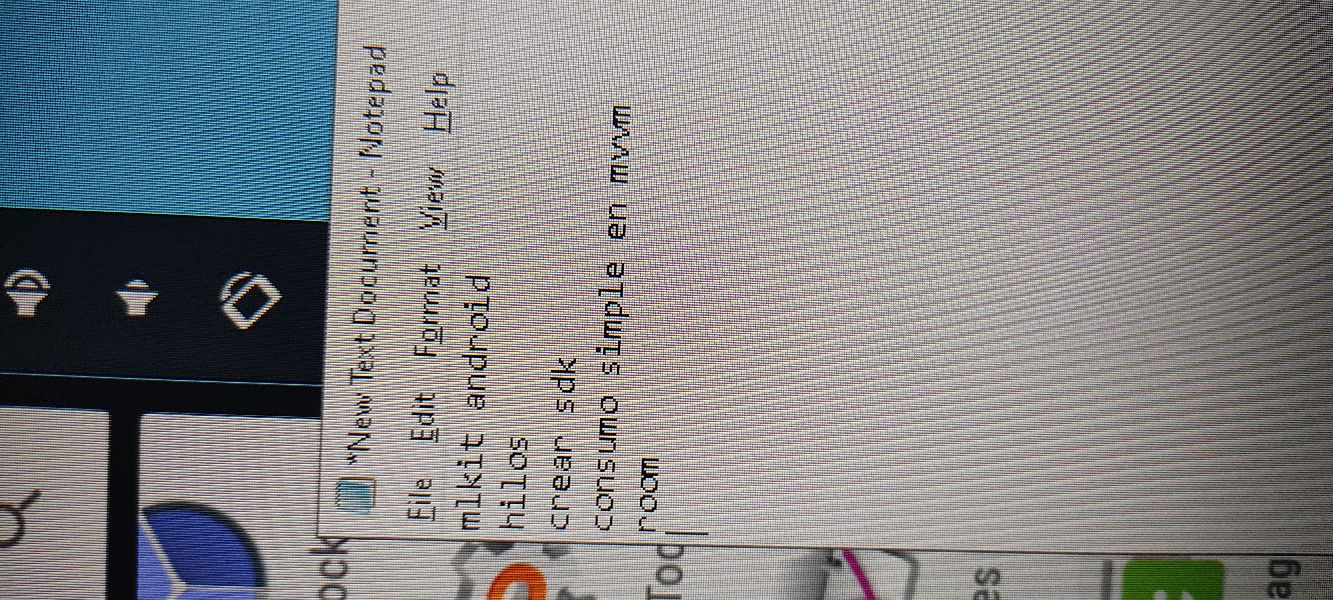 *New Text Document - Notepad
File Edit Format View Help
mlkit android
hilos
crear sdk
consumo simple en mvvm
room